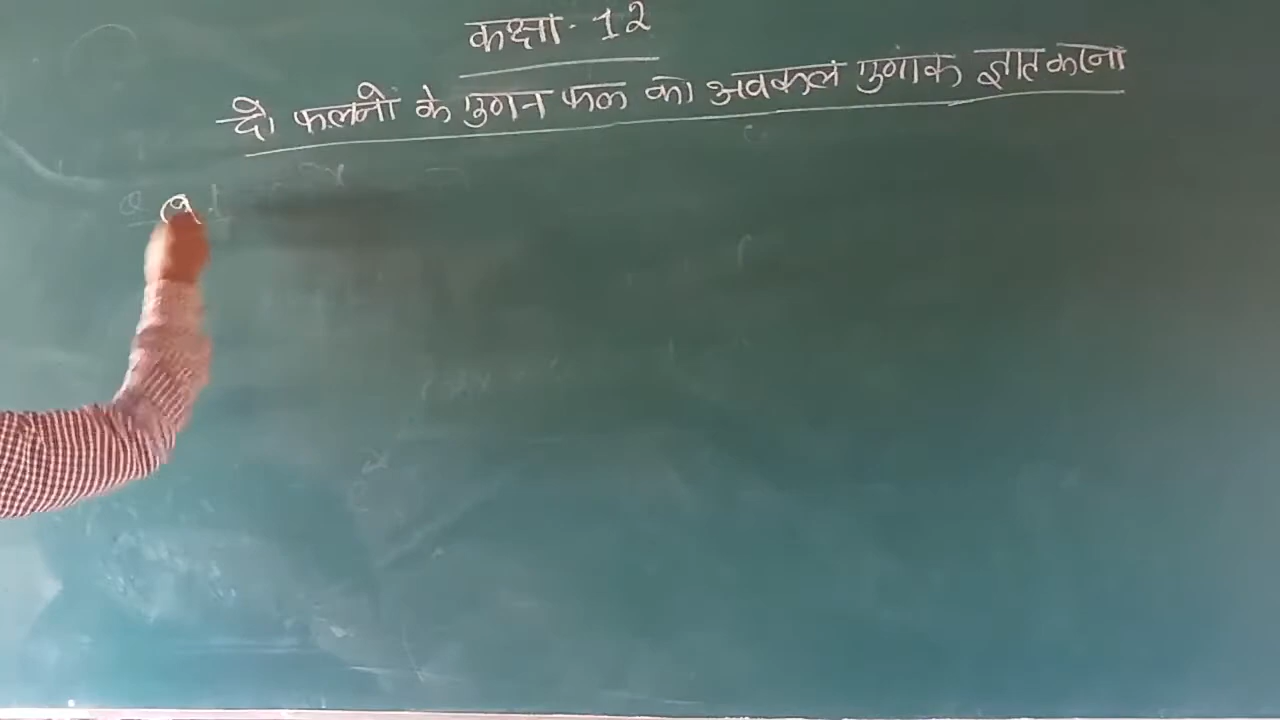 कक्षा - 12
दो फलनो के गुणन फल का अवकल गुणांक ज्ञात करना
Q